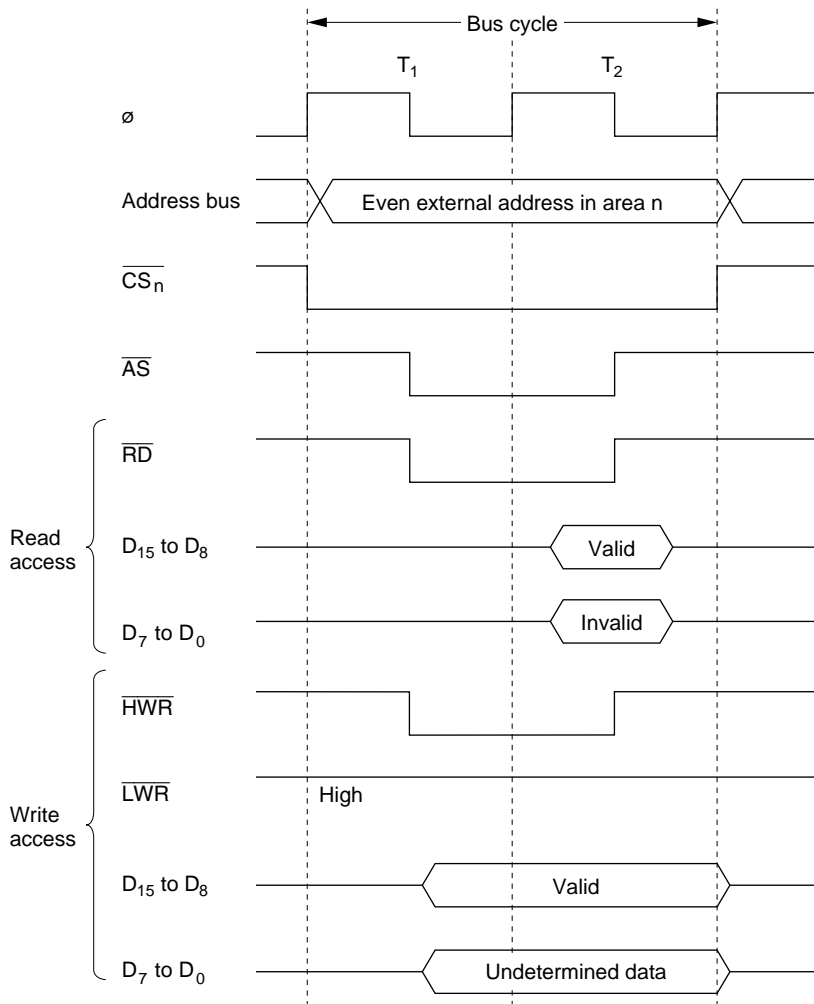 Bus cycle
T1 T2
ø
Address bus Even external address in area n
CSn
AS
RD
Read
access
D15 to D8 Valid
D7 to D0 Invalid
HWR
LWR High
Write
access
D15 to D8 Valid
D7 to D0 Undetermined data